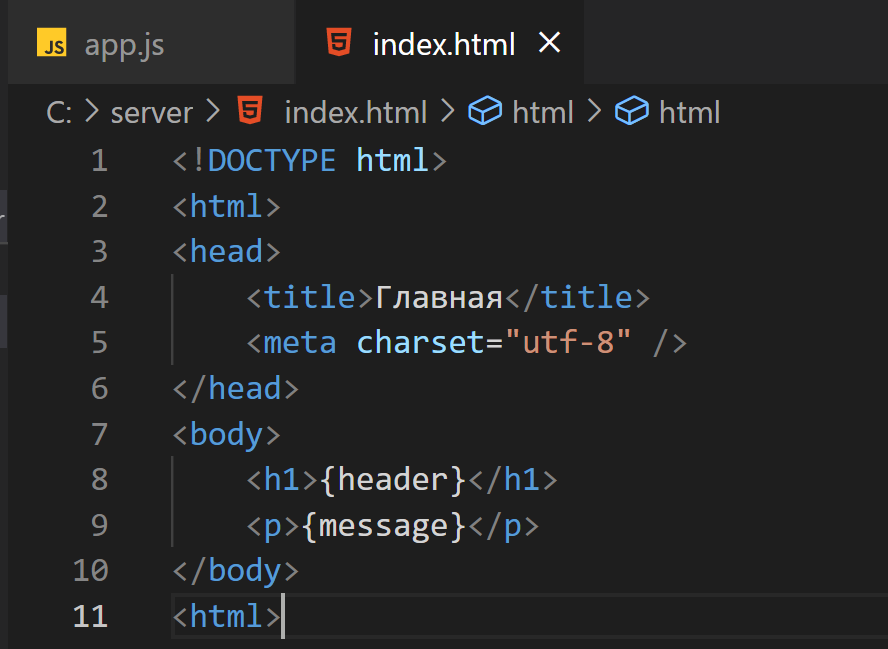 JS app.js index.html ×
C: > server > index.html > html > html
1 <!DOCTYPE html>
2 <html>
3 <head>
4 <title>Главная</title>
5 <meta charset="utf-8" />
6 </head>
7 <body>
8 <h1>{header}</h1>
9 <p>{message}</p>
10 </body>
11 <html>